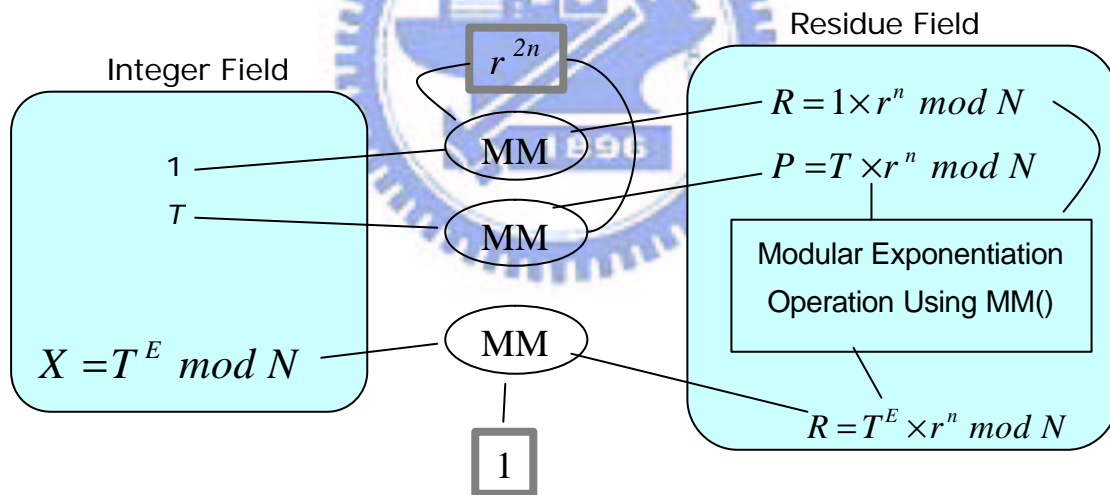 Residue Field
Integer Field
r^{2n}
R = 1 × r^n mod N
1
MM
1896
P = T × r^n mod N
T
MM
Modular Exponentiation
Operation Using MM()
X = T^E mod N
MM
R = T^E × r^n mod N
1